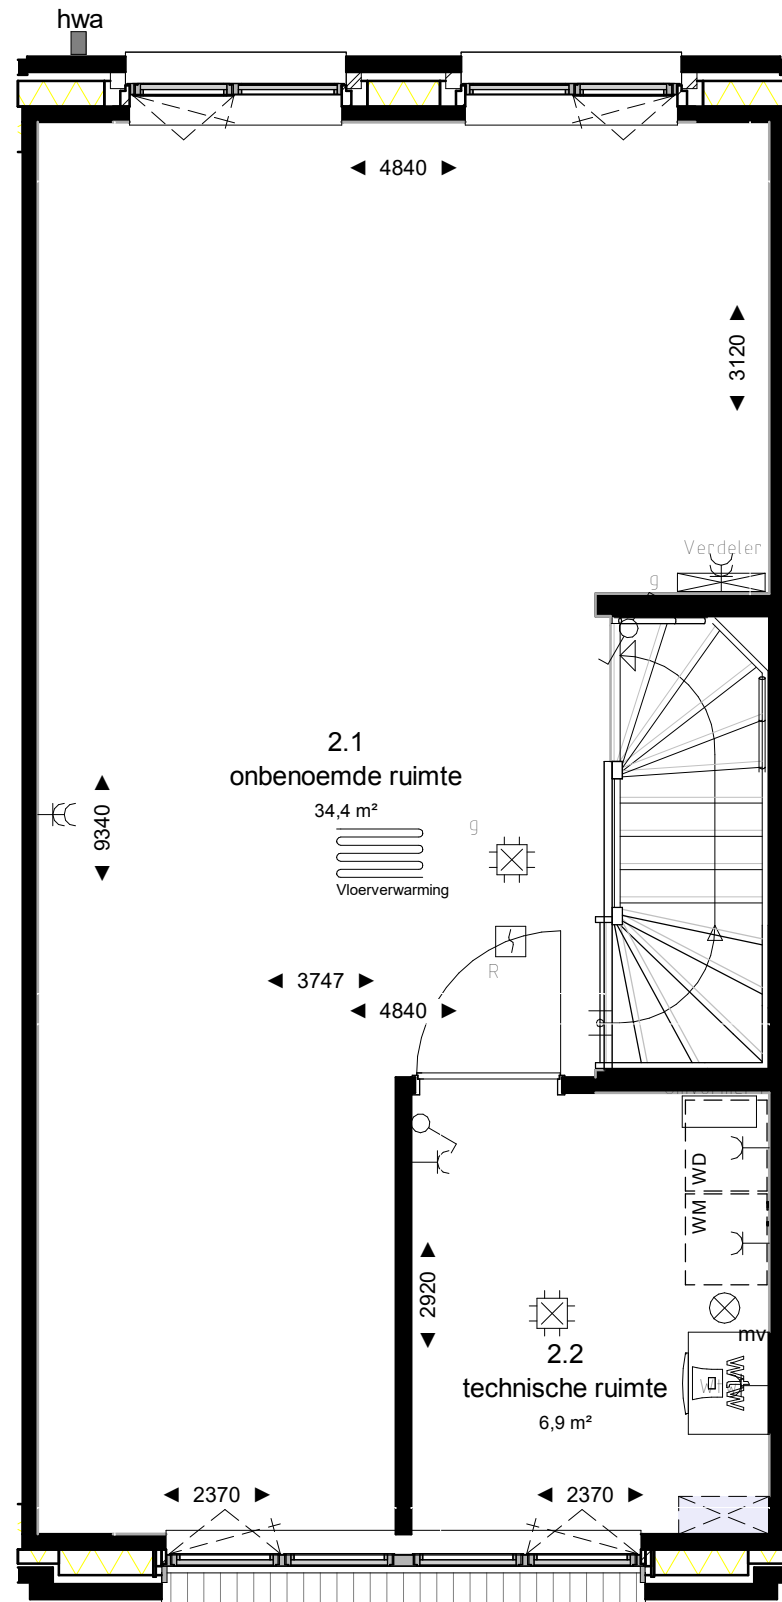 hwa
4840
3120
Verdeler
g
2.1
onbenoemde ruimte
34,4 m²
9340
g
Vloerverwarming
R
3747
4840
WD
WM
2920
mv
2.2
technische ruimte
6,9 m²
WTW
2370
2370